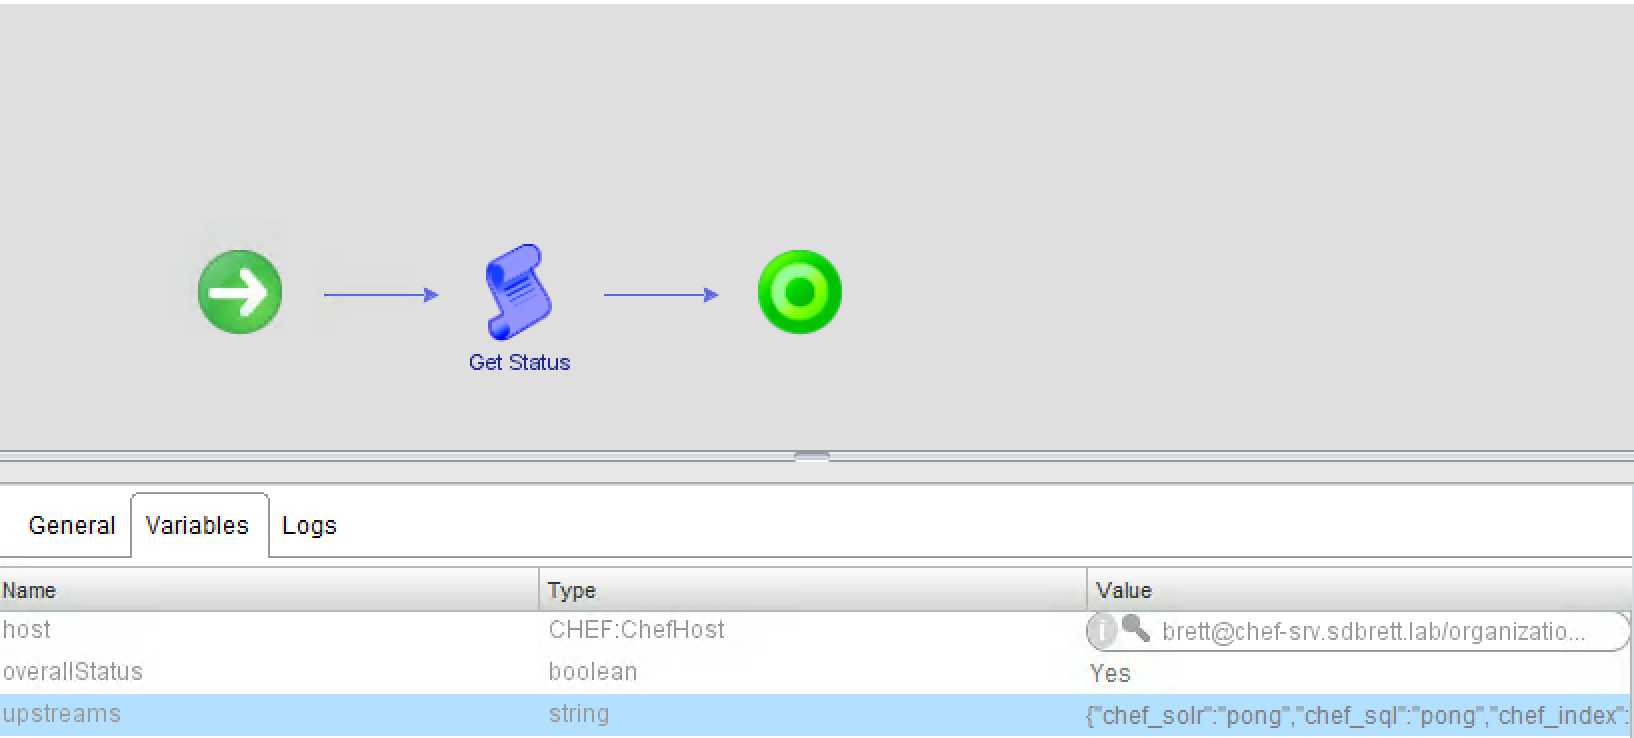 Get Status
General Variables Logs
Name Type Value
host CHEF:ChefHost brett@chef-srv.sdbrett.lab/organizatio...
overallStatus boolean Yes
upstreams string {"chef_solr":"pong","chef_sql":"pong","chef_index":